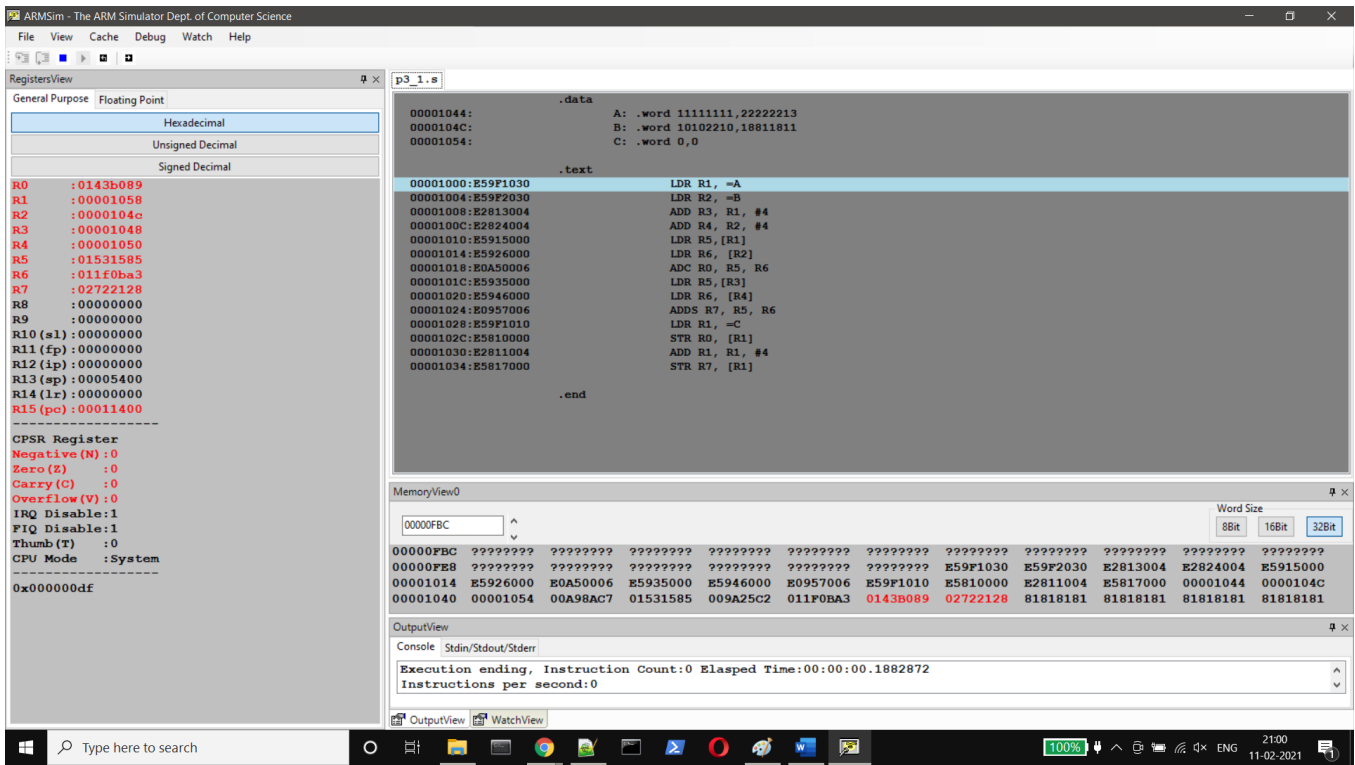 ARMSim - The ARM Simulator Dept. of Computer Science
File View Cache Debug Watch Help
RegistersView
General Purpose Floating Point
Hexadecimal
Unsigned Decimal
Signed Decimal
R0 :0143b089
R1 :00001058
R2 :0000104c
R3 :00001048
R4 :00001050
R5 :01531585
R6 :011f0ba3
R7 :02722128
R8 :00000000
R9 :00000000
R10(sl):00000000
R11(fp):00000000
R12(ip):00000000
R13(sp):00005400
R14(lr):00000000
R15(pc):00011400
-------------------
CPSR Register
Negative(N):0
Zero(Z) :0
Carry(C) :0
Overflow(V):0
IRQ Disable:1
FIQ Disable:1
Thumb(T) :0
CPU Mode :System
-------------------
0x000000df
p3_1.s
.data
00001044: A: .word 11111111,22222213
0000104C: B: .word 10102210,18811811
00001054: C: .word 0,0
.text
00001000:E59F1030 LDR R1, =A
00001004:E59F2030 LDR R2, =B
00001008:E2813004 ADD R3, R1, #4
0000100C:E2824004 ADD R4, R2, #4
00001010:E5915000 LDR R5,[R1]
00001014:E5926000 LDR R6, [R2]
00001018:E0A50006 ADC R0, R5, R6
0000101C:E5935000 LDR R5,[R3]
00001020:E5946000 LDR R6, [R4]
00001024:E0957006 ADDS R7, R5, R6
00001028:E59F1010 LDR R1, =C
0000102C:E5810000 STR R0, [R1]
00001030:E2811004 ADD R1, R1, #4
00001034:E5817000 STR R7, [R1]
.end
MemoryView0
Word Size
00000FBC 8Bit 16Bit 32Bit
00000FBC ???????? ???????? ???????? ???????? ???????? ???????? ???????? ???????? ???????? ???????? ????????
00000FE8 ???????? ???????? ???????? ???????? ???????? ???????? E59F1030 E59F2030 E2813004 E2824004 E5915000
00001014 E5926000 E0A50006 E5935000 E5946000 E0957006 E59F1010 E5810000 E2811004 E5817000 00001044 0000104C
00001040 00001054 00A98AC7 01531585 009A25C2 011F0BA3 0143B089 02722128 81818181 81818181 81818181 81818181
OutputView
Console Stdin/Stdout/Stderr
Execution ending, Instruction Count:0 Elasped Time:00:00:00.1882872
Instructions per second:0
OutputView WatchView
Type here to search
100% ENG 21:00
11-02-2021
1